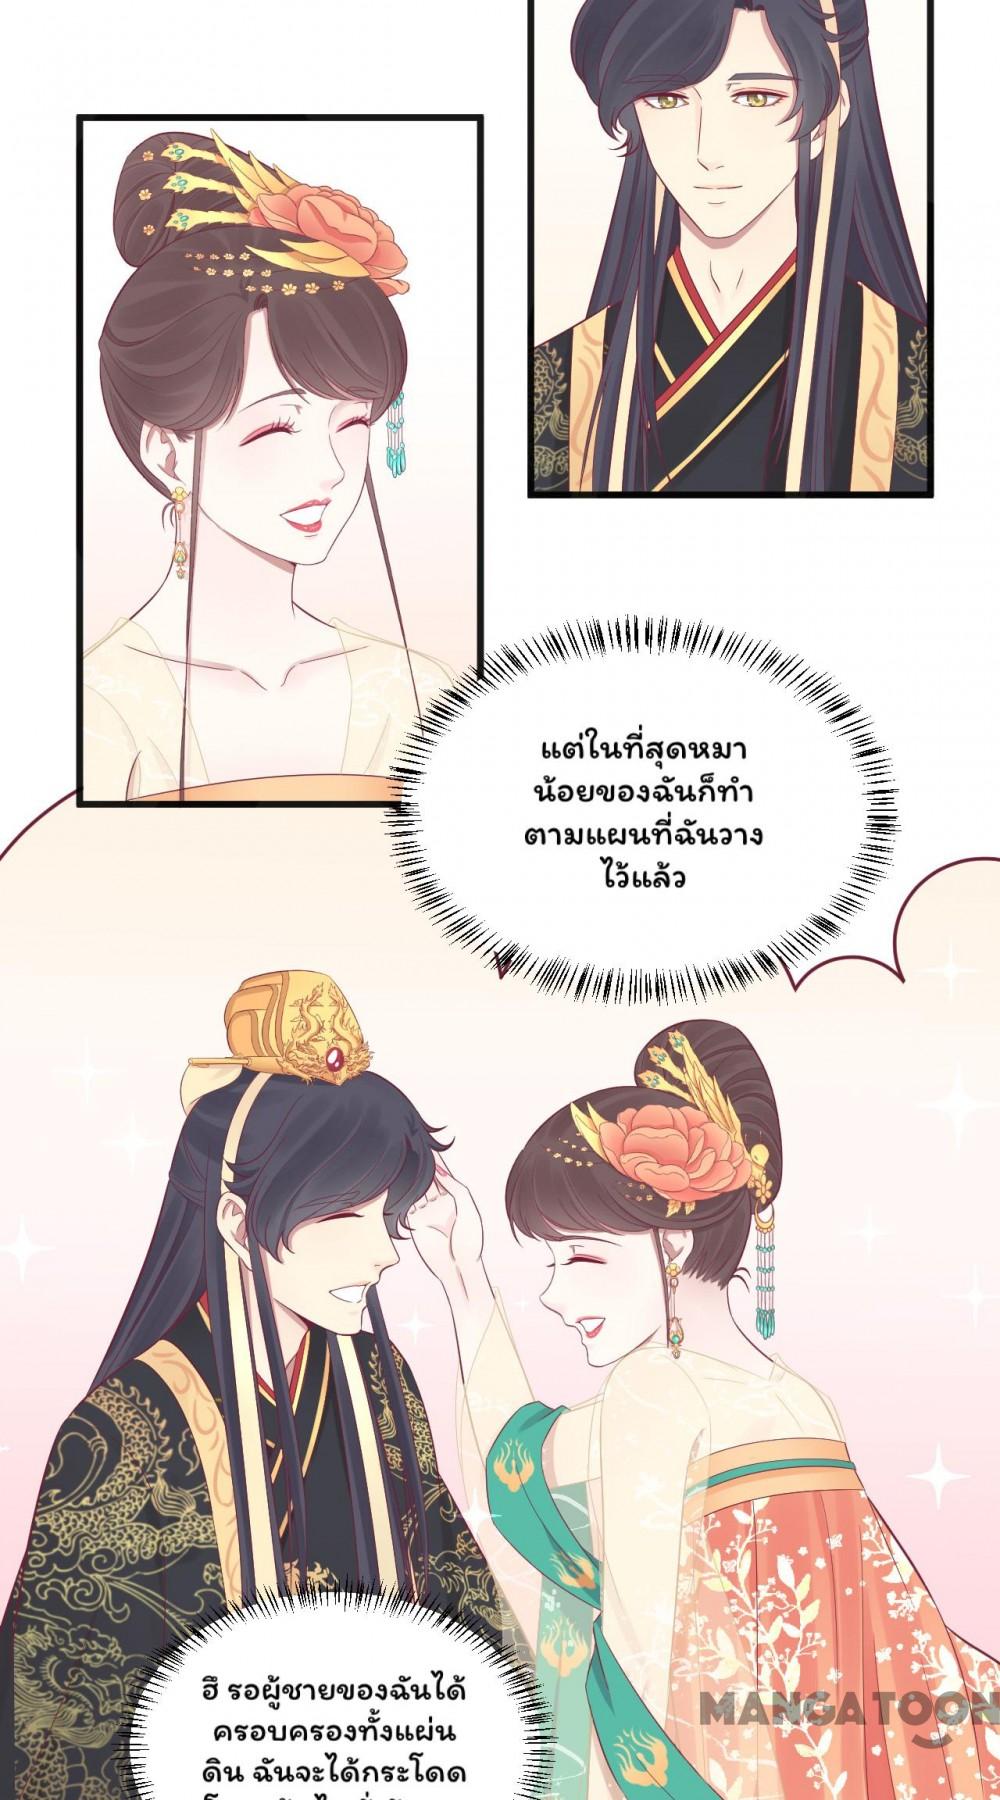 แต่ในที่สุดหมา
น้อยของฉันก็ทำ
ตามแผนที่ฉันวาง
ไว้แล้ว
ฮึ รอผู้ชายของฉันได้
ครอบครองทั้งแผ่น
ดิน ฉันจะได้กระโดด
MANGATOON